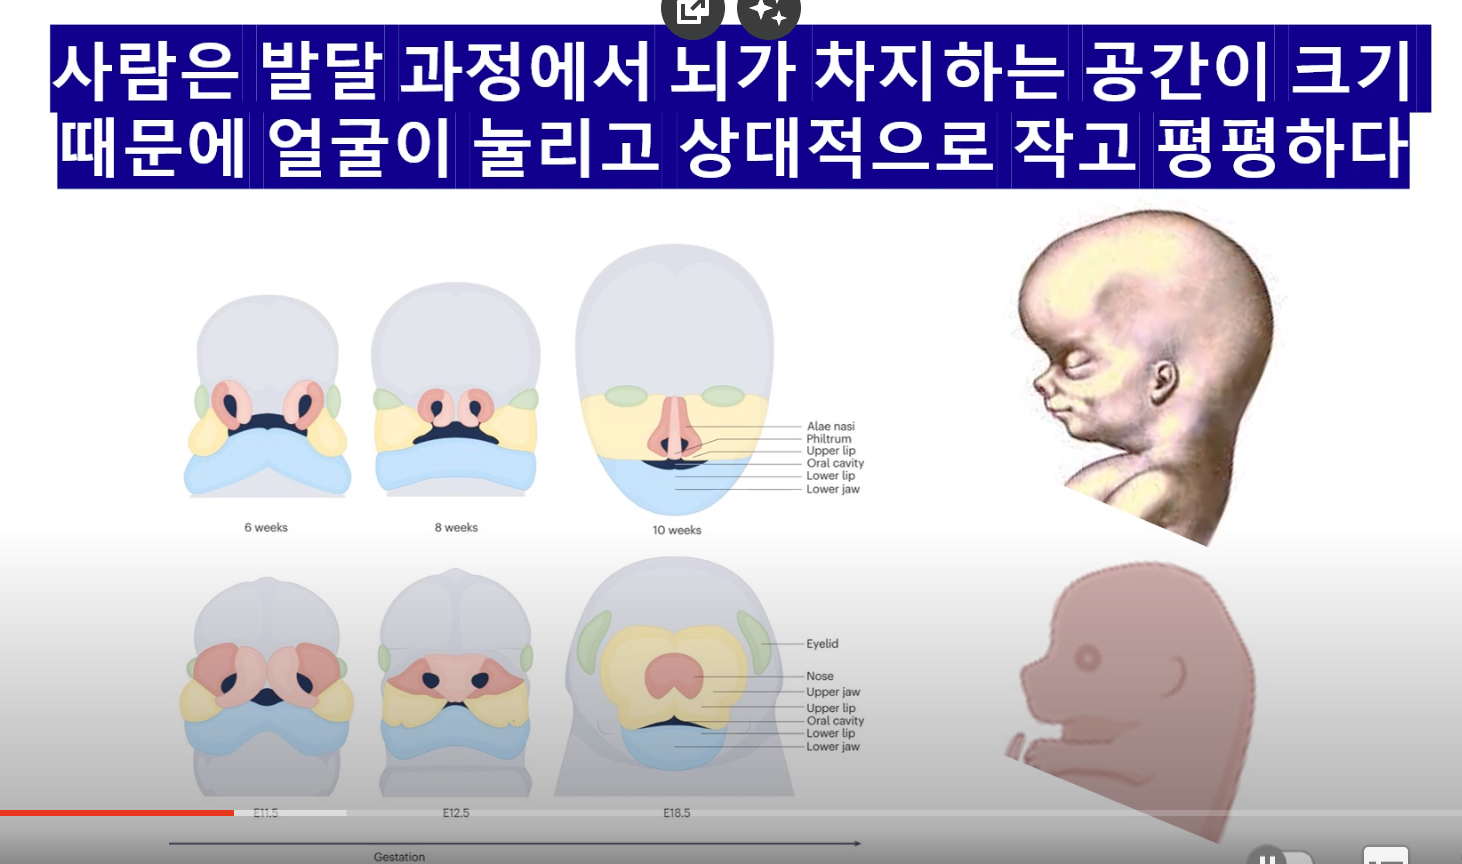 사람은 발달 과정에서 뇌가 차지하는 공간이 크기
때문에 얼굴이 눌리고 상대적으로 작고 평평하다
Alae nasi
Philtrum
Upper lip
Oral cavity
Lower lip
Lower jaw
6 weeks
8 weeks
10 weeks
Eyelid
Nose
Upper jaw
Upper lip
Oral cavity
Lower lip
Lower jaw
E11.5
E12.5
E18.5
Gestation